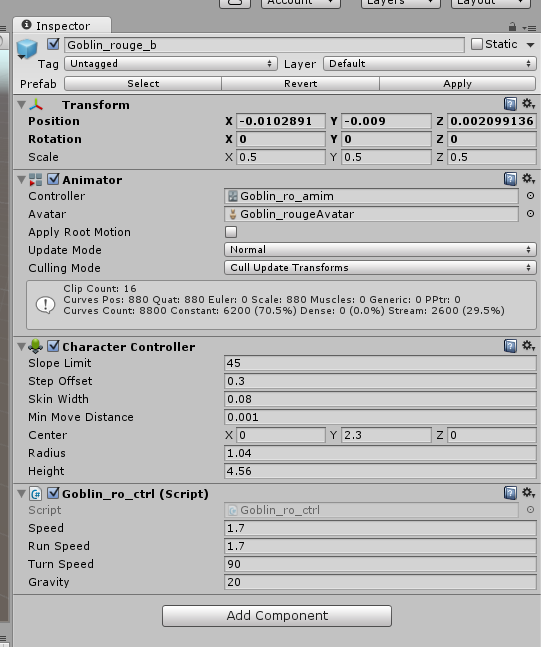 Account
Layers
Layout
Inspector
Goblin_rouge_b Static
Tag Untagged Layer Default
Prefab Select Revert Apply
Transform
Position X -0.0102891 Y -0.009 Z 0.002099136
Rotation X 0 Y 0 Z 0
Scale X 0.5 Y 0.5 Z 0.5
Animator
Controller Goblin_ro_amim
Avatar Goblin_rougeAvatar
Apply Root Motion
Update Mode Normal
Culling Mode Cull Update Transforms
Clip Count: 16
Curves Pos: 880 Quat: 880 Euler: 0 Scale: 880 Muscles: 0 Generic: 0 PPtr: 0
Curves Count: 8800 Constant: 6200 (70.5%) Dense: 0 (0.0%) Stream: 2600 (29.5%)
Character Controller
Slope Limit 45
Step Offset 0.3
Skin Width 0.08
Min Move Distance 0.001
Center X 0 Y 2.3 Z 0
Radius 1.04
Height 4.56
Goblin_ro_ctrl (Script)
Script Goblin_ro_ctrl
Speed 1.7
Run Speed 1.7
Turn Speed 90
Gravity 20
Add Component